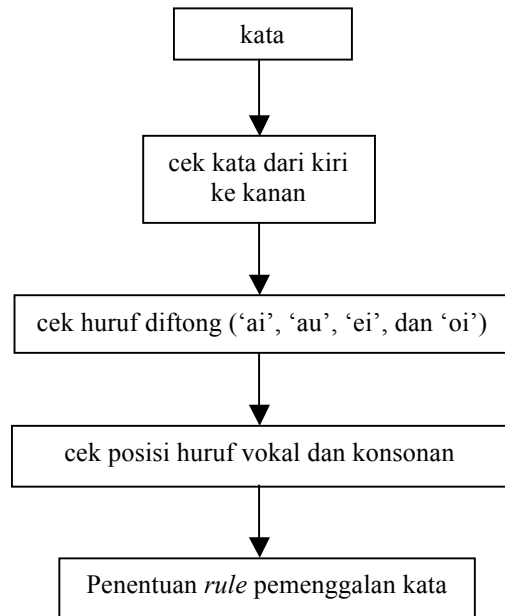 kata
cek kata dari kiri
ke kanan
cek huruf diftong (‘ai’, ‘au’, ‘ei’, dan ‘oi’)
cek posisi huruf vokal dan konsonan
Penentuan rule pemenggalan kata